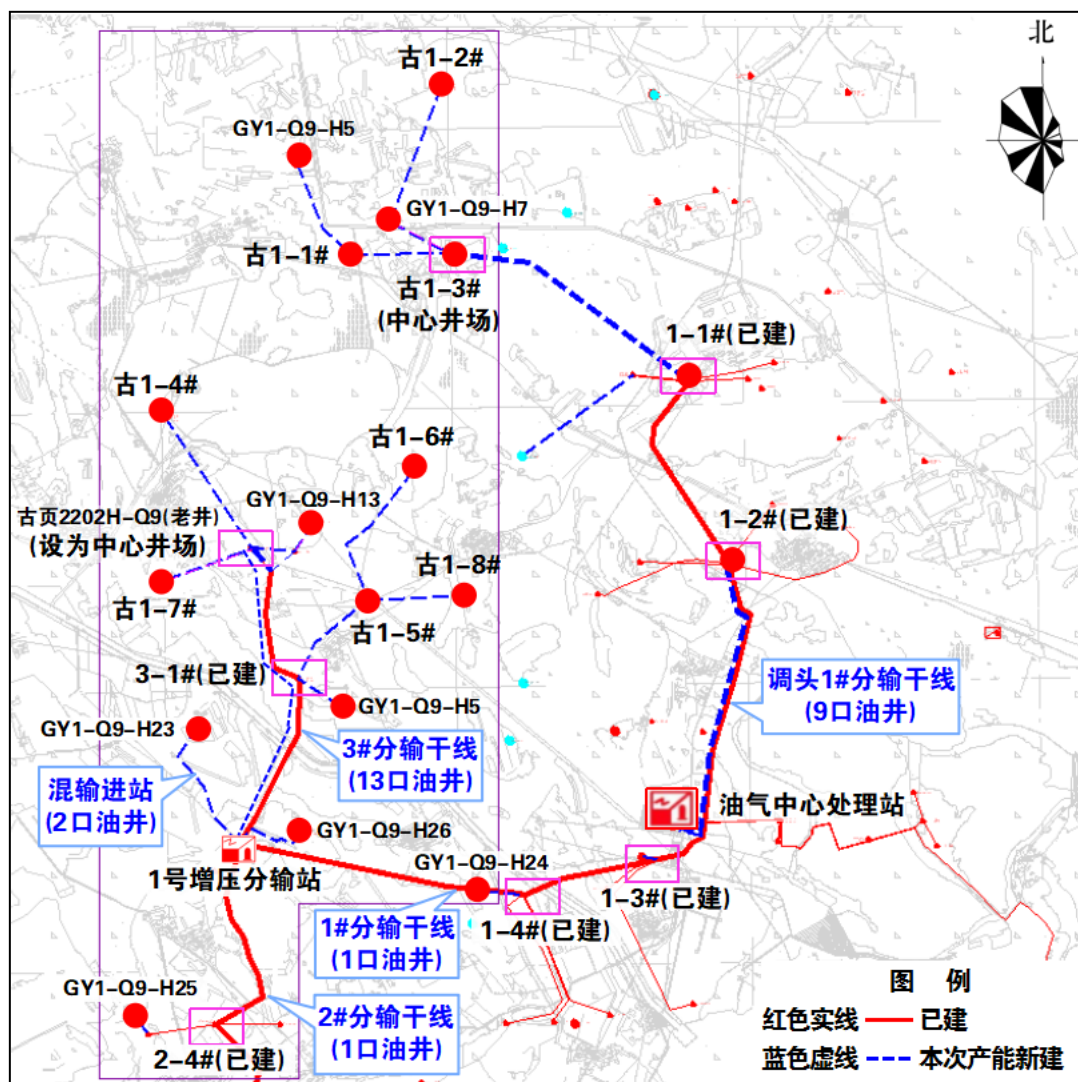 北
古1-2#
GY1-Q9-H5
GY1-Q9-H7
古1-1#
古1-3#
(中心井场)
1-1#(已建)
古1-4#
古1-6#
GY1-Q9-H13
古页2202H-Q9(老井)
(设为中心井场)
1-2#(已建)
古1-8#
古1-7#
古1-5#
3-1#(已建)
GY1-Q9-H5
调头1#分输干线
(9口油井)
GY1-Q9-H23
3#分输干线
(13口油井)
混输进站
(2口油井)
油气中心处理站
GY1-Q9-H26
1号增压分输站
GY1-Q9-H24
1-3#(已建)
1-4#(已建)
1#分输干线
(1口油井)
GY1-Q9-H25
2#分输干线
(1口油井)
2-4#(已建)
图 例
红色实线 已建
蓝色虚线 本次产能新建